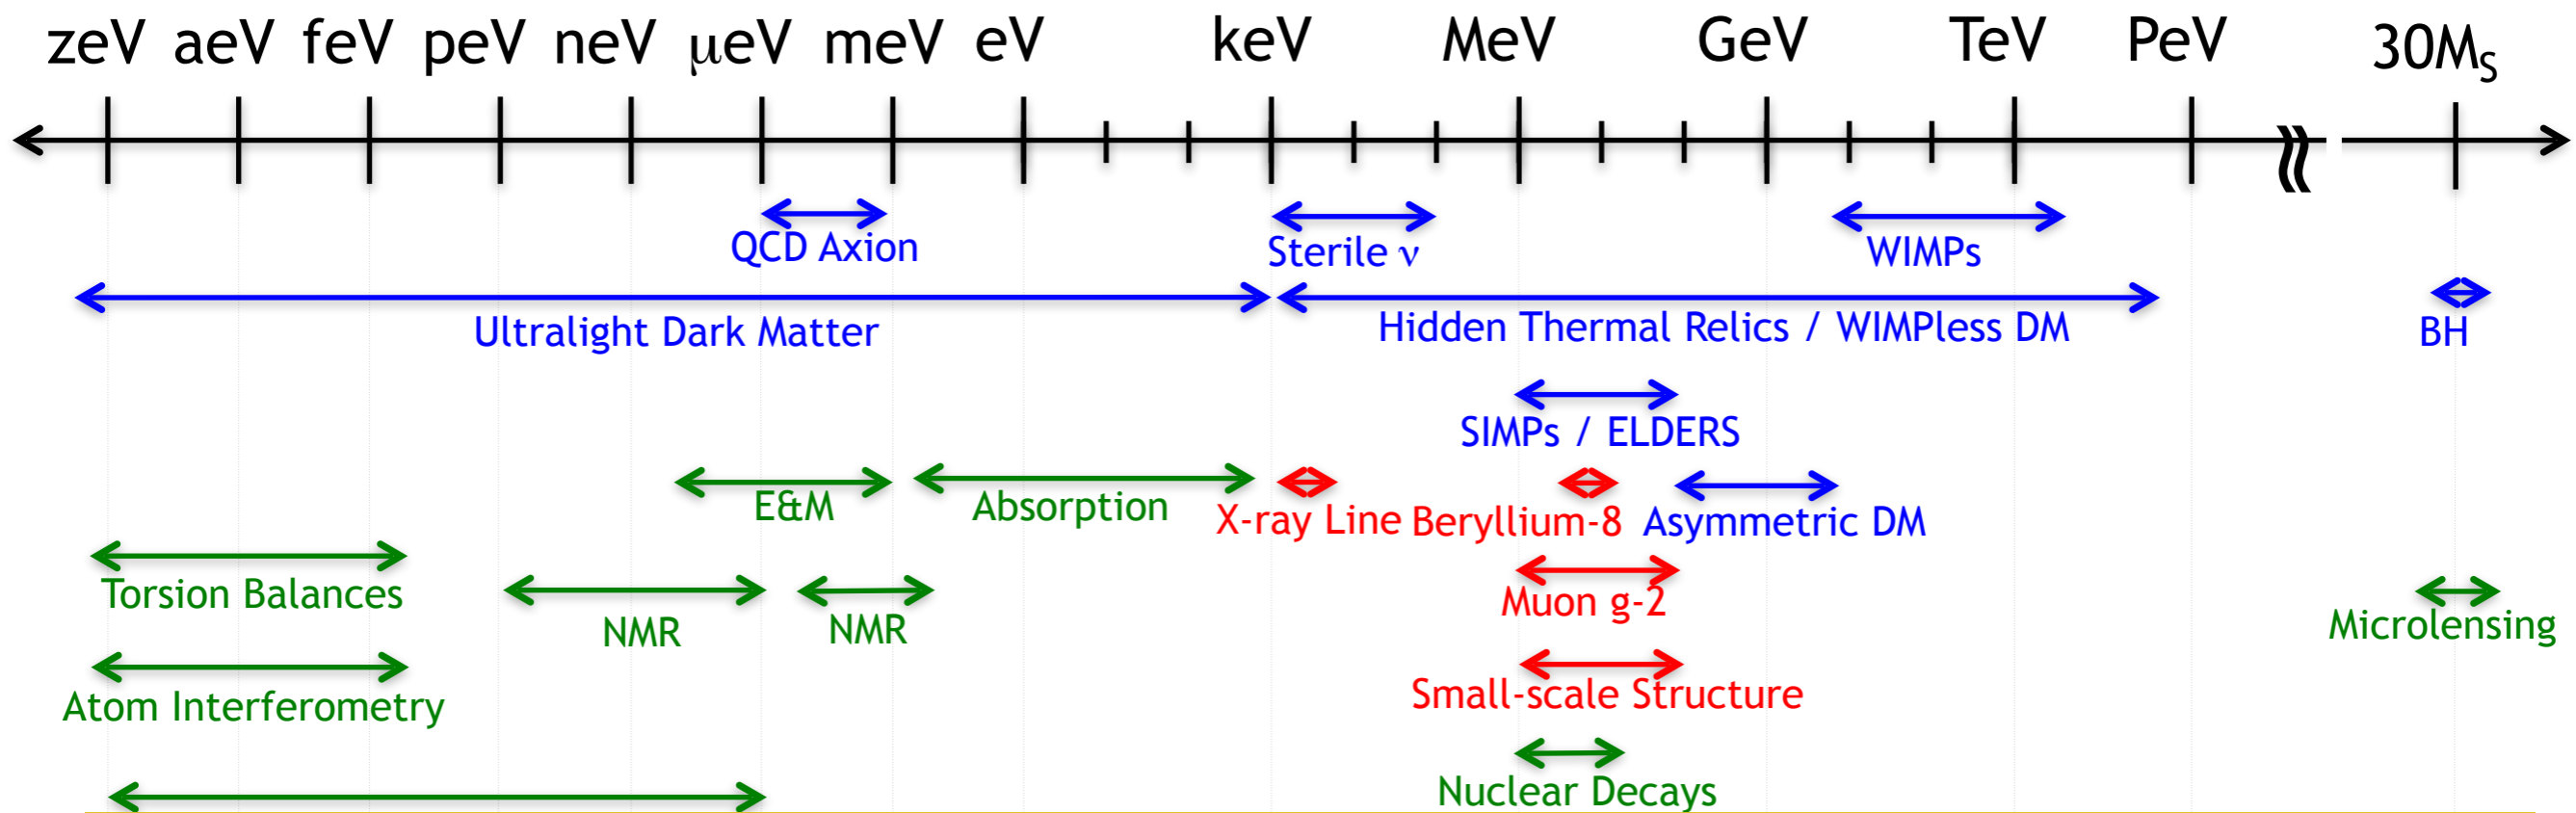 zeV aeV feV peV neV μeV meV eV keV MeV GeV TeV PeV 30M_S
QCD Axion
Sterile ν
WIMPs
Ultralight Dark Matter
Hidden Thermal Relics / WIMPless DM
BH
SIMPs / ELDERS
E&M
Absorption
X-ray Line
Beryllium-8
Asymmetric DM
Torsion Balances
NMR
NMR
Muon g-2
Microlensing
Small-scale Structure
Atom Interferometry
Nuclear Decays